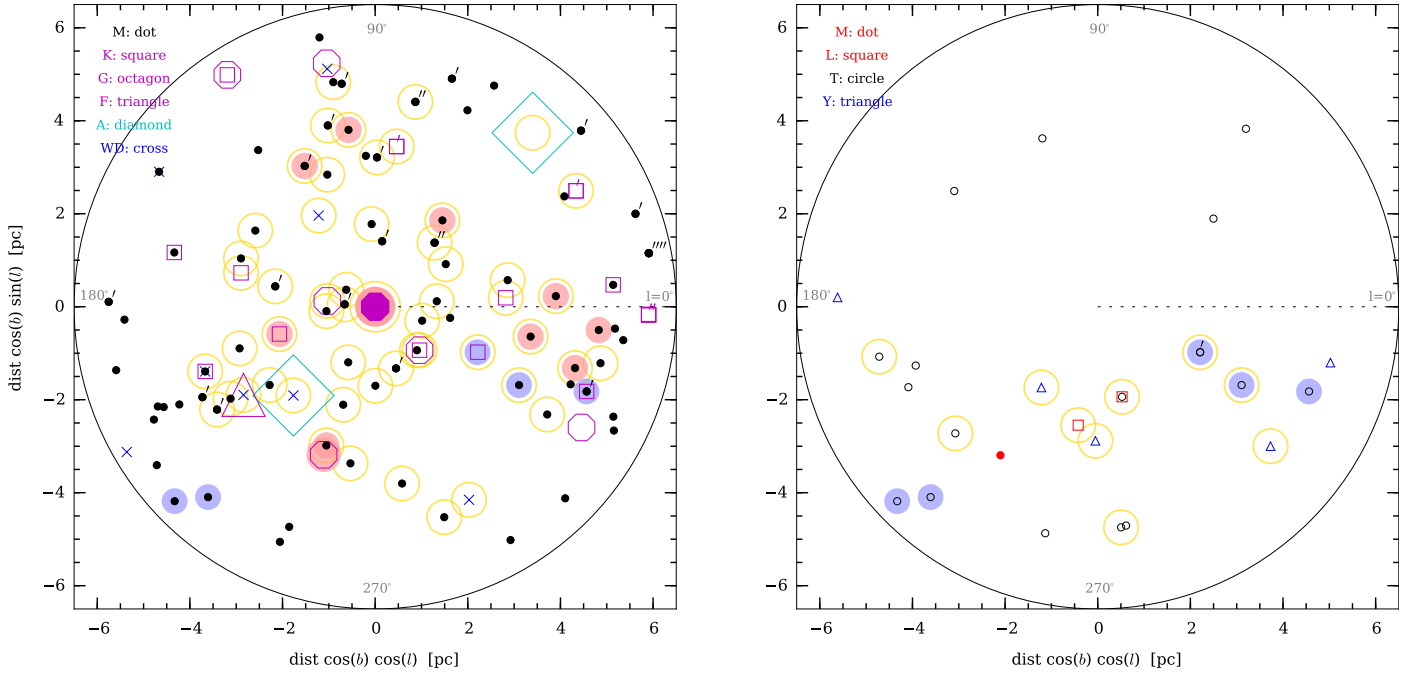 6
4
2
0
−2
−4
−6
−6
−4
−2
0
2
4
6
dist cos(b) sin(l) [pc]
dist cos(b) cos(l) [pc]
M: dot
K: square
G: octagon
F: triangle
A: diamond
WD: cross
90°
180°
l=0°
270°
6
4
2
0
−2
−4
−6
−6
−4
−2
0
2
4
6
dist cos(b) cos(l) [pc]
M: dot
L: square
T: circle
Y: triangle
90°
180°
l=0°
270°